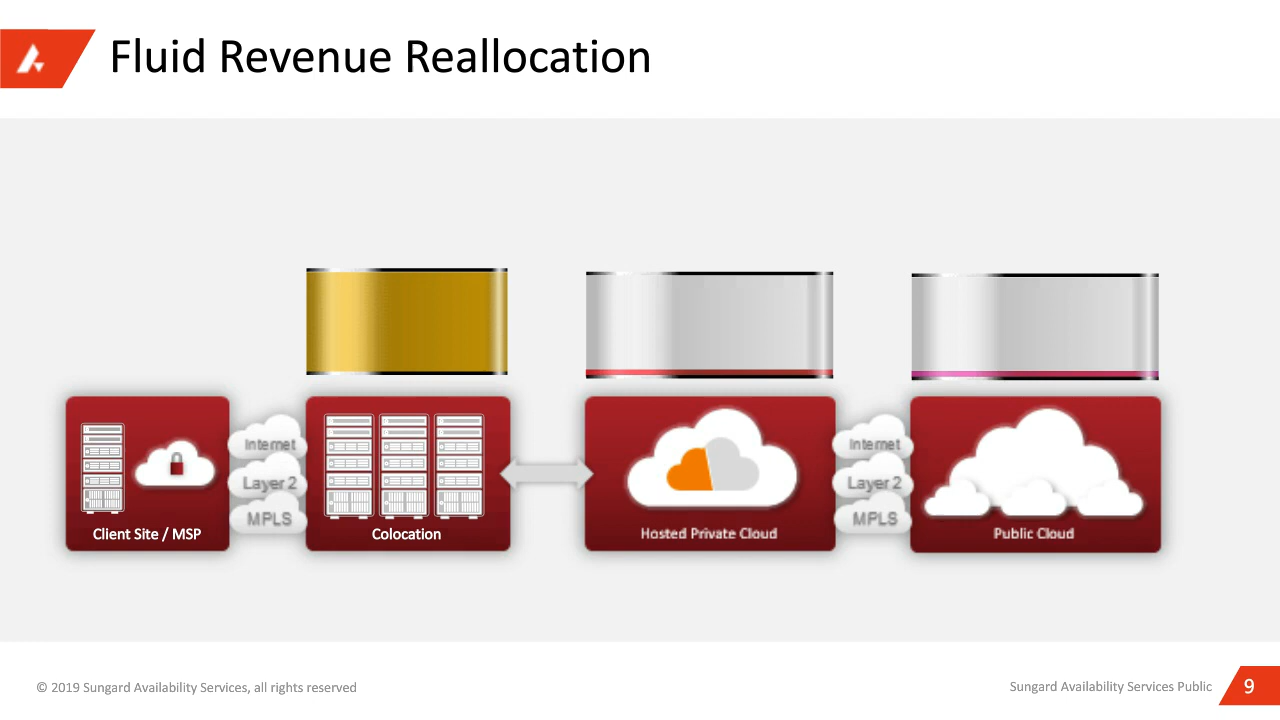 Fluid Revenue Reallocation
Internet
Layer 2
MPLS
Client Site / MSP
Colocation
Hosted Private Cloud
Internet
Layer 2
MPLS
Public Cloud
© 2019 Sungard Availability Services, all rights reserved
Sungard Availability Services Public
9